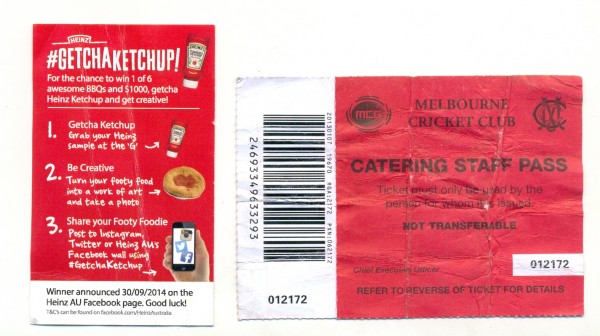 HEINZ
#GETCHAKETCHUP!
For the chance to win 1 of 6
awesome BBQs and $1000, getcha
Heinz Ketchup and get creative!
1. Getcha Ketchup
Grab your Heinz
sample at the 'G'
2. Be Creative
Turn your footy food
into a work of art
and take a photo
3. Share your Footy Foodie
Post to Instagram,
Twitter or Heinz AU's
Facebook wall using
#GetchaKetchup
Winner announced 30/09/2014 on the
Heinz AU Facebook page. Good luck!
T&C's can be found on facebook.com/HeinzAustralia
24693349633293
012172
MELBOURNE
CRICKET CLUB
CATERING STAFF PASS
Ticket must only be used by the
person for whom it is issued.
NOT TRANSFERABLE
Chief Executive Officer
012172
REFER TO REVERSE OF TICKET FOR DETAILS